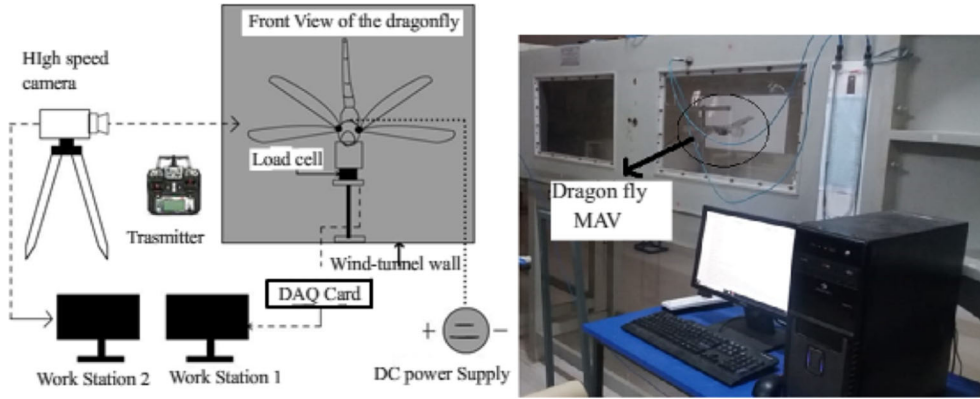 Front View of the dragonfly
HIgh speed
camera
Load cell
Trasmitter
Wind-tunnel wall
DAQ Card
+
−
Work Station 2
Work Station 1
DC power Supply
Dragon fly
MAV